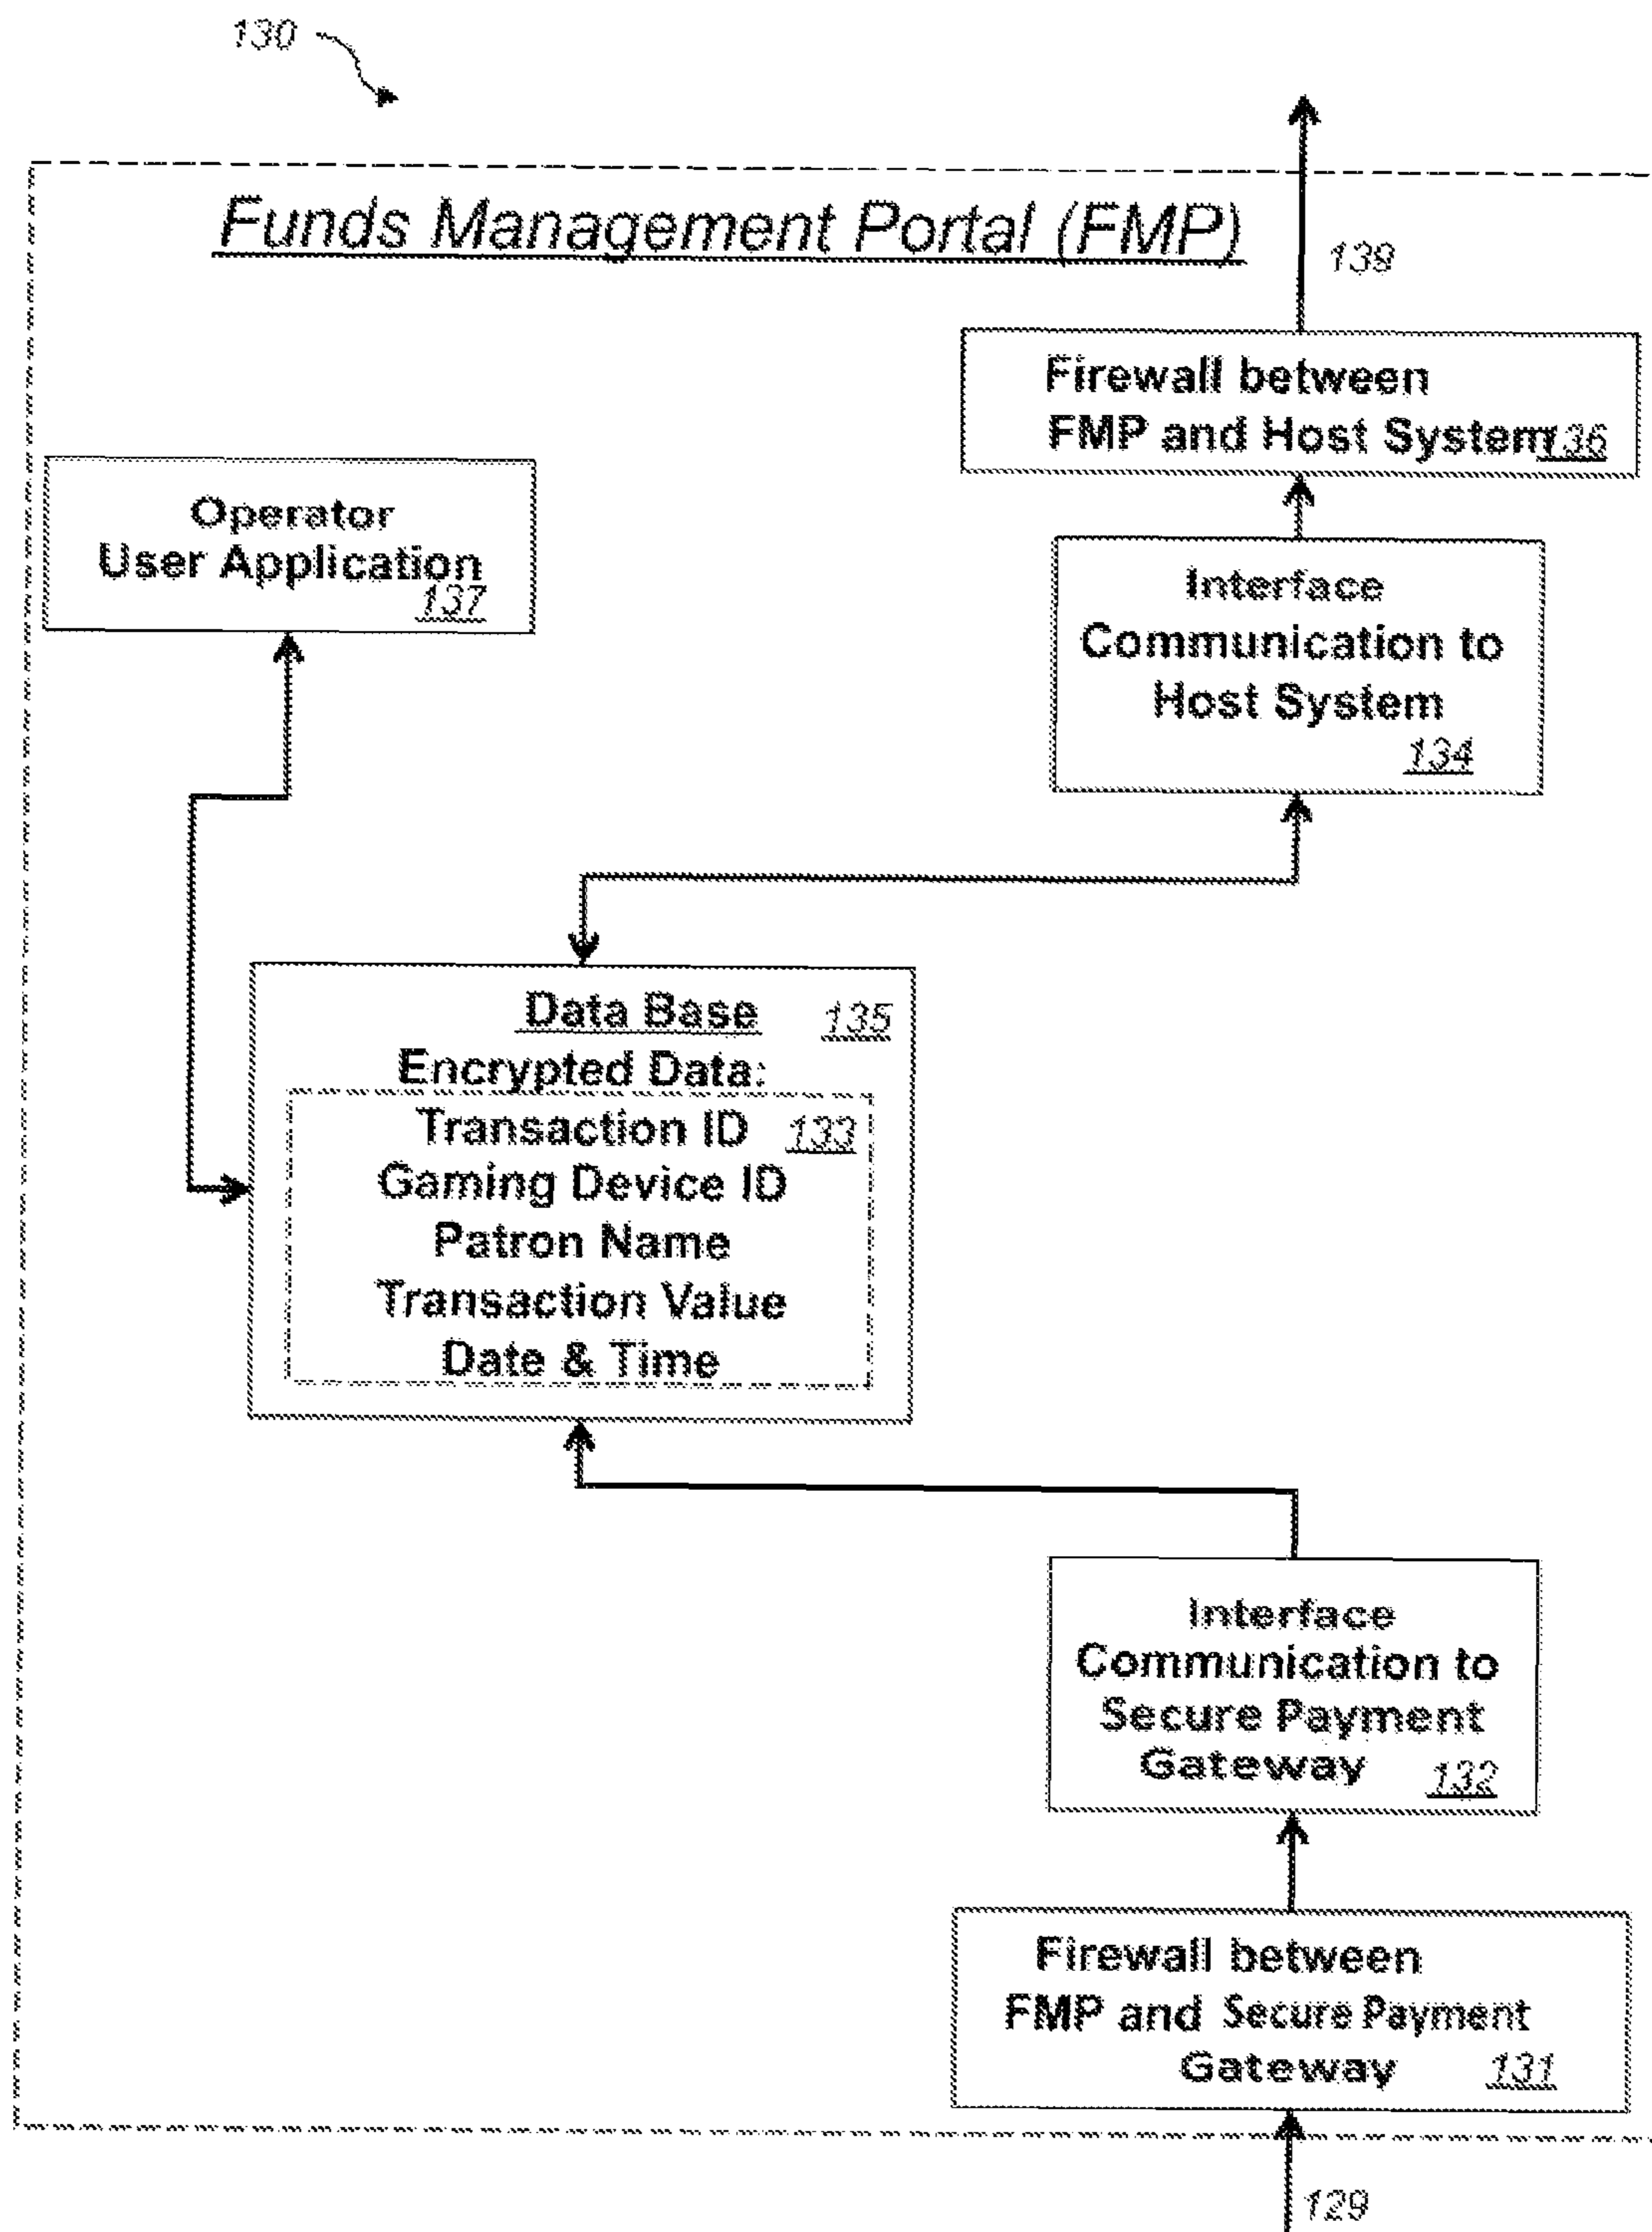 130
Funds Management Portal (FMP)
139
Firewall between
FMP and Host System 136
Operator
User Application
137
Interface
Communication to
Host System
134
Data Base 135
Encrypted Data:
Transaction ID 133
Gaming Device ID
Patron Name
Transaction Value
Date & Time
Interface
Communication to
Secure Payment
Gateway 132
Firewall between
FMP and Secure Payment
Gateway 131
129